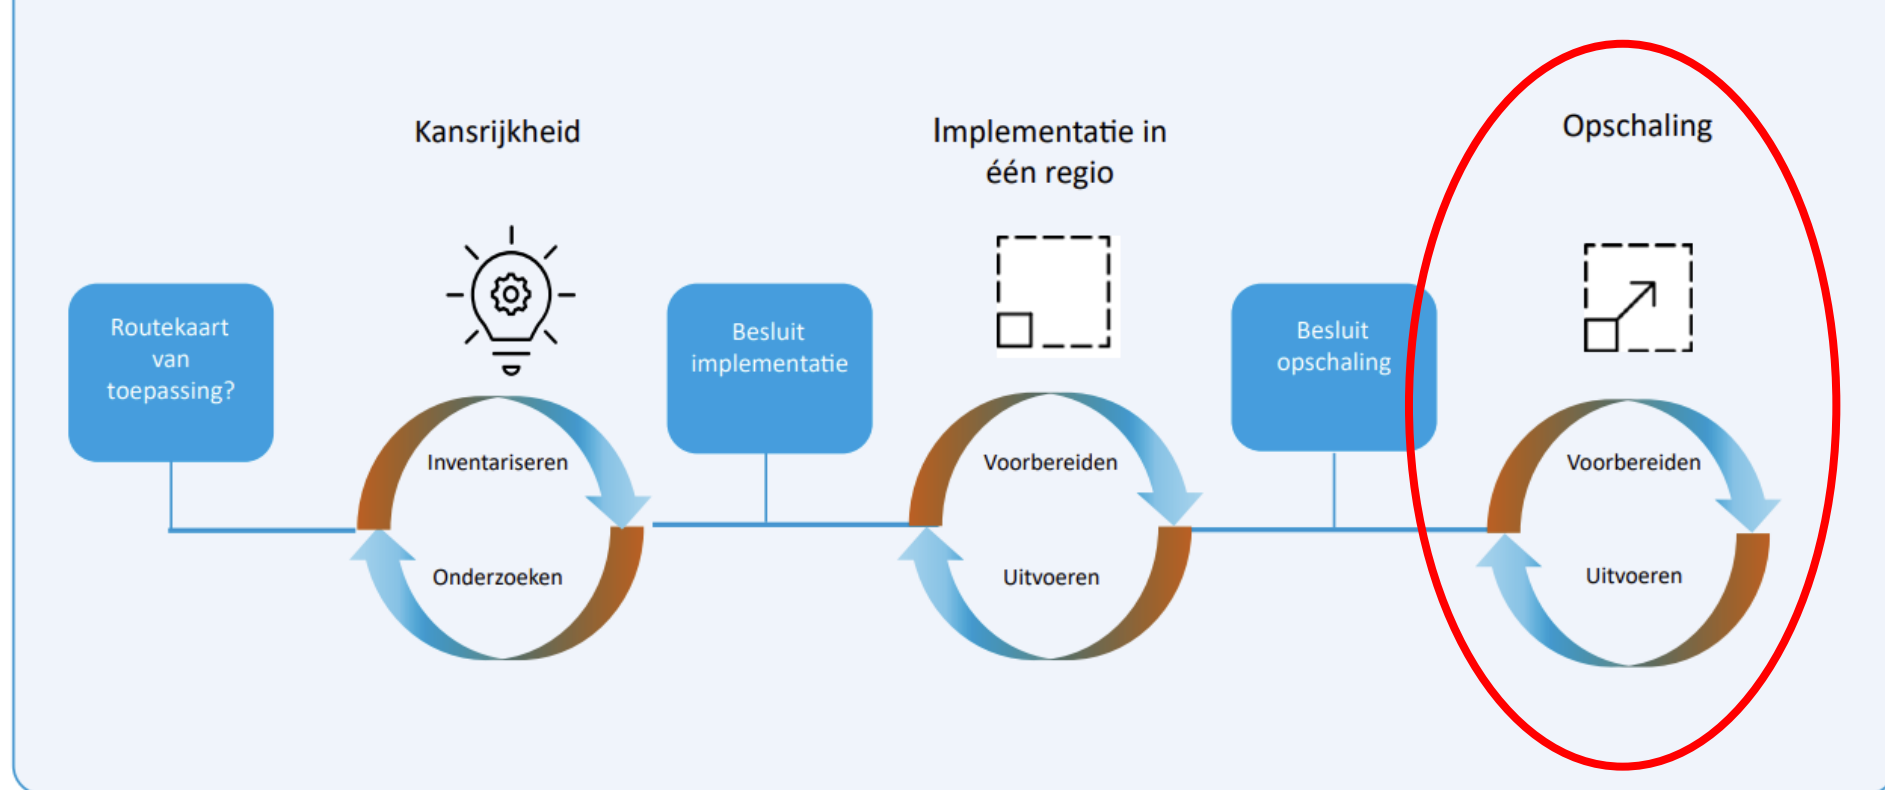 Kansrijkheid
Implementatie in
één regio
Opschaling
Routekaart
van
toepassing?
Besluit
implementatie
Besluit
opschaling
Inventariseren
Onderzoeken
Voorbereiden
Uitvoeren
Voorbereiden
Uitvoeren